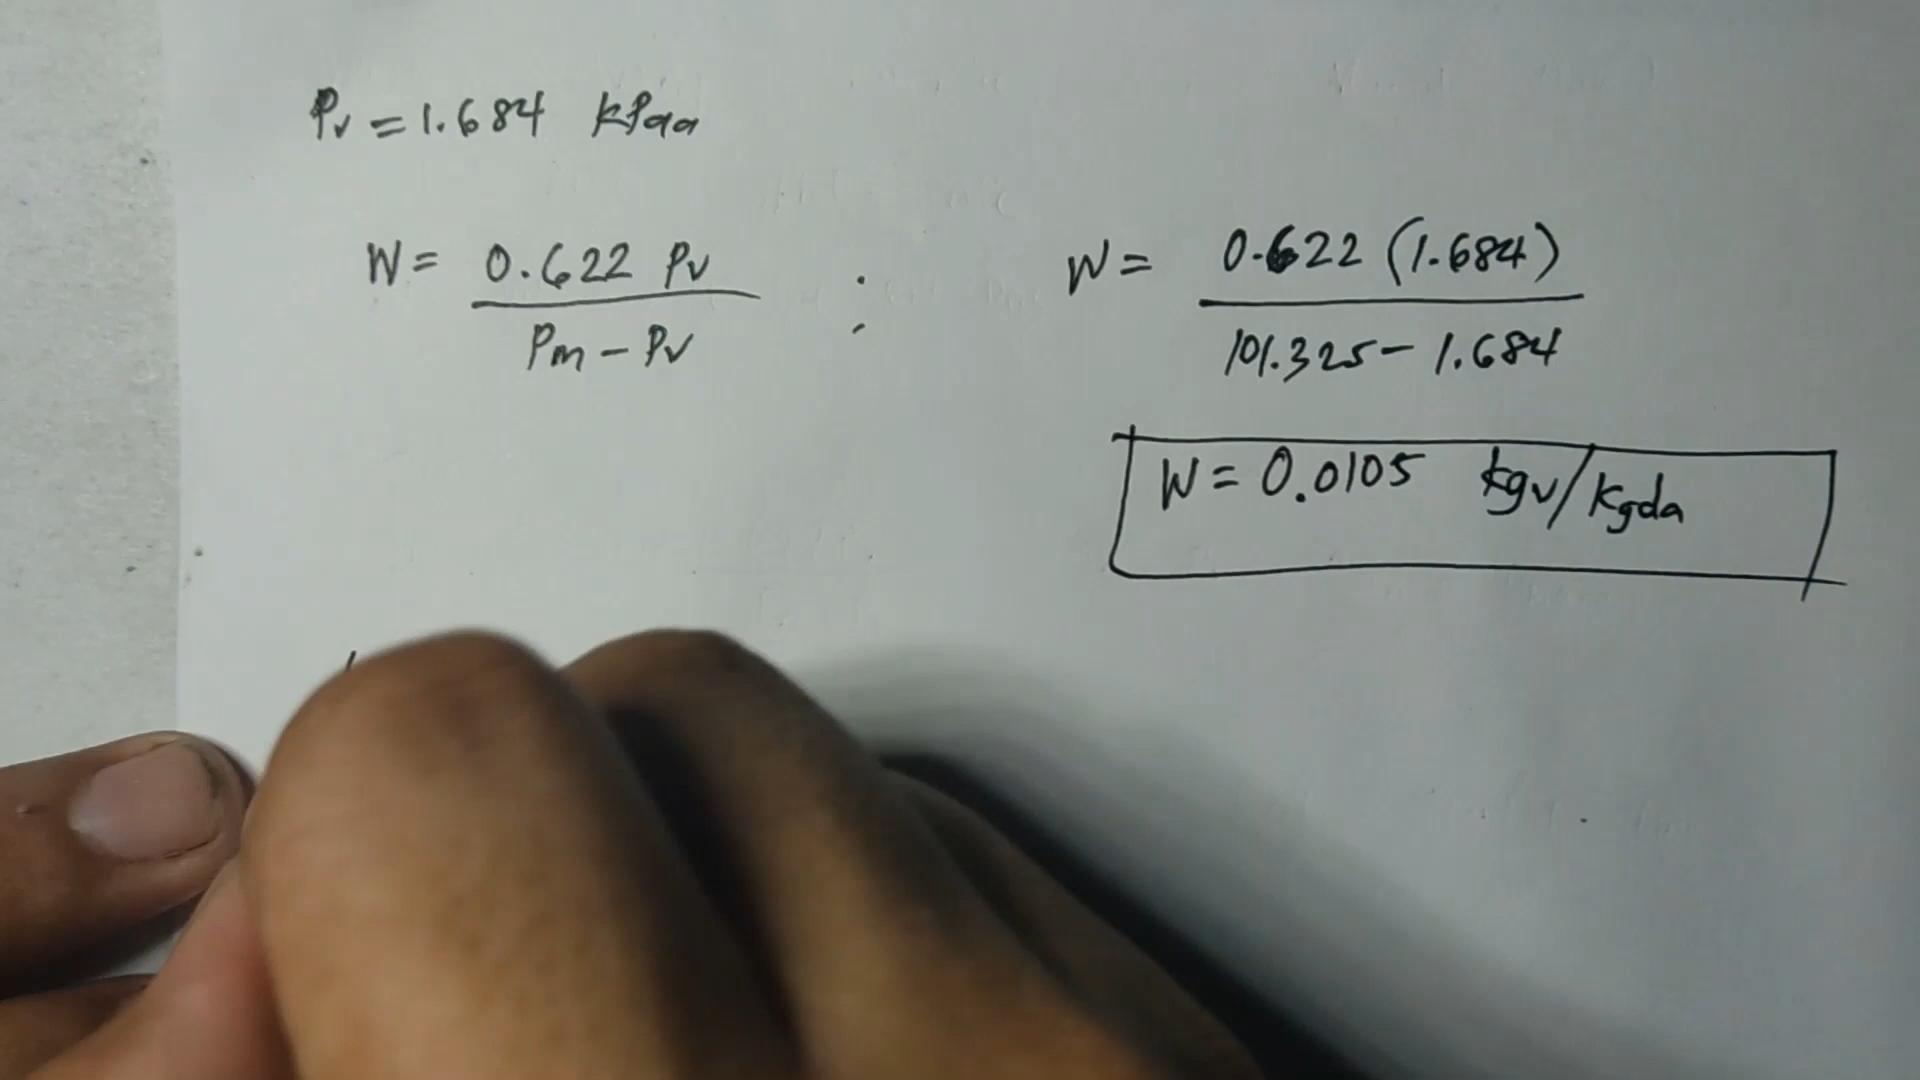 Pv = 1.684 kPaa
W = 0.622 Pv / Pm - Pv ; W = 0.622 (1.684) / 101.325 - 1.684
W = 0.0105 kgv/kgda